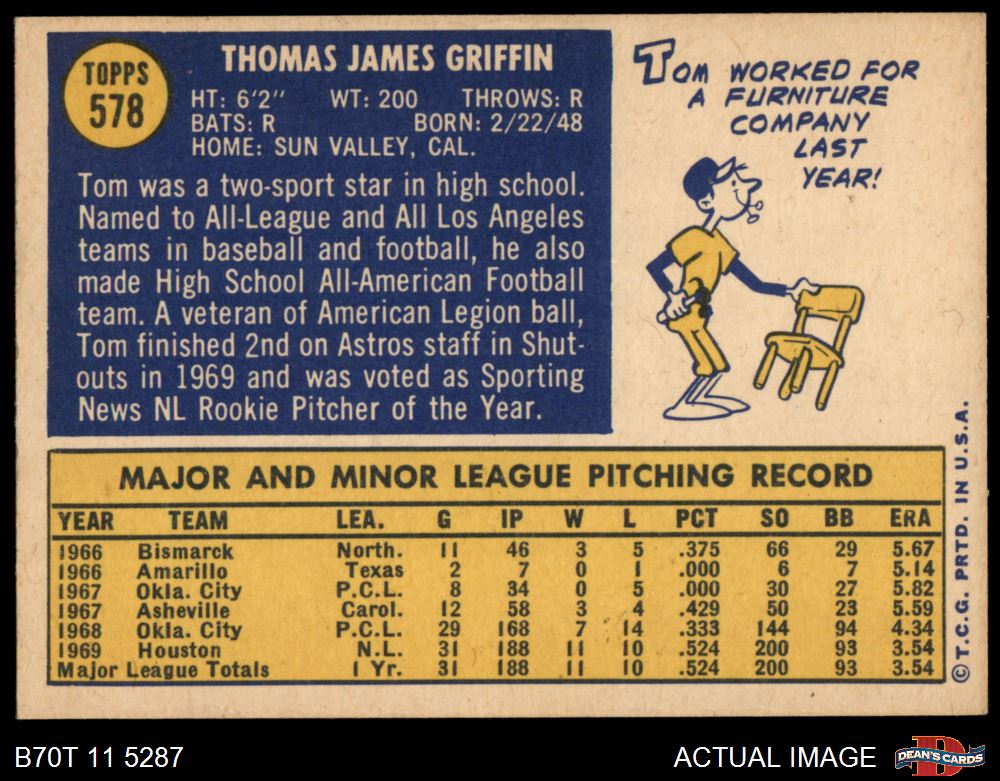 TOPPS
578
THOMAS JAMES GRIFFIN
HT: 6'2" WT: 200 THROWS: R
BATS: R BORN: 2/22/48
HOME: SUN VALLEY, CAL.
Tom was a two-sport star in high school.
Named to All-League and All Los Angeles
teams in baseball and football, he also
made High School All-American Football
team. A veteran of American Legion ball,
Tom finished 2nd on Astros staff in Shut-
outs in 1969 and was voted as Sporting
News NL Rookie Pitcher of the Year.
TOM WORKED FOR
A FURNITURE
COMPANY
LAST
YEAR!
MAJOR AND MINOR LEAGUE PITCHING RECORD
YEAR TEAM LEA. G IP W L PCT SO BB ERA
1966 Bismarck North. 11 46 3 5 .375 66 29 5.67
1966 Amarillo Texas 2 7 0 1 .000 6 7 5.14
1967 Okla. City P.C.L. 8 34 0 5 .000 30 27 5.82
1967 Asheville Carol. 12 58 3 4 .429 50 23 5.59
1968 Okla. City P.C.L. 29 168 7 14 .333 144 94 4.34
1969 Houston N.L. 31 188 11 10 .524 200 93 3.54
Major League Totals 1 Yr. 31 188 11 10 .524 200 93 3.54
© T.C.G. PRTD. IN U.S.A.
B70T 11 5287
ACTUAL IMAGE
D
DEAN'S CARDS